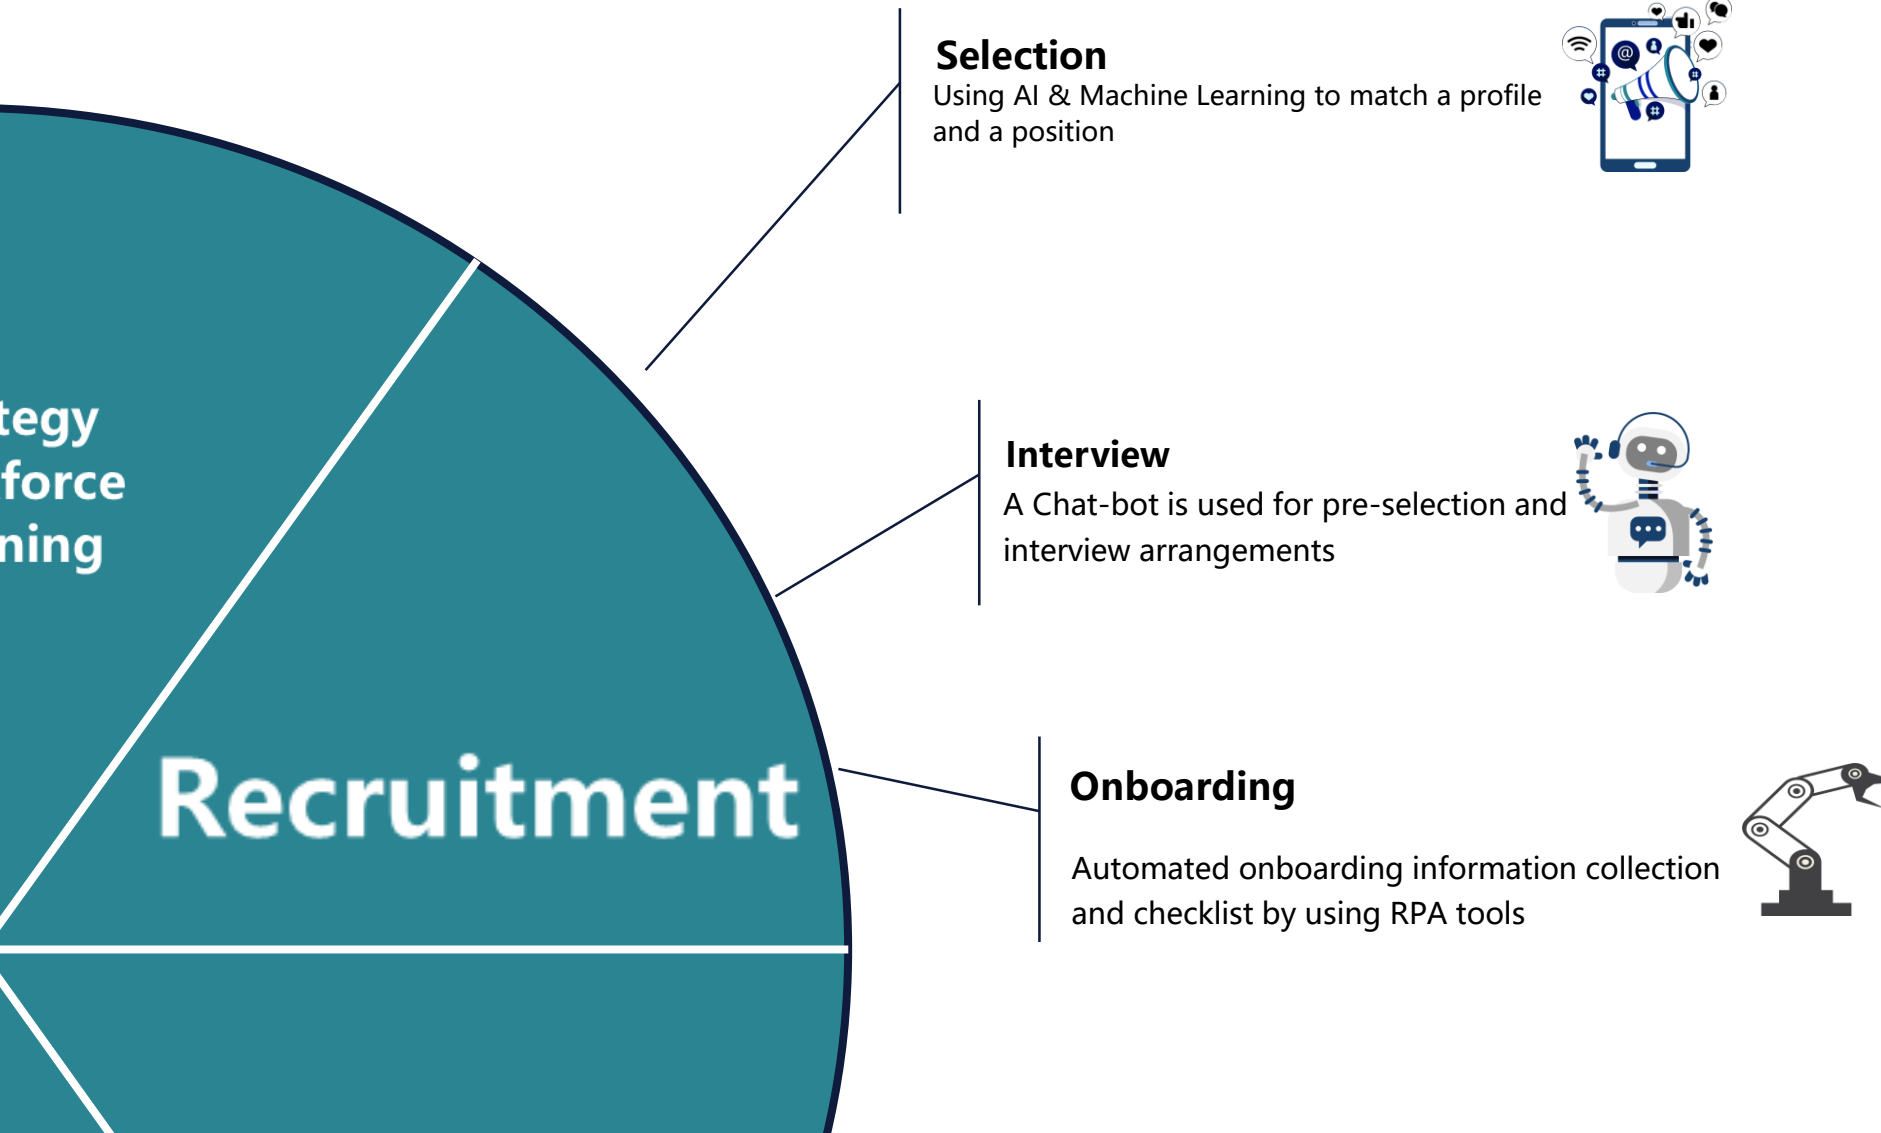 Selection
Using AI & Machine Learning to match a profile
and a position
tegy
force
ning
Interview
A Chat-bot is used for pre-selection and
interview arrangements
Recruitment
Onboarding
Automated onboarding information collection
and checklist by using RPA tools